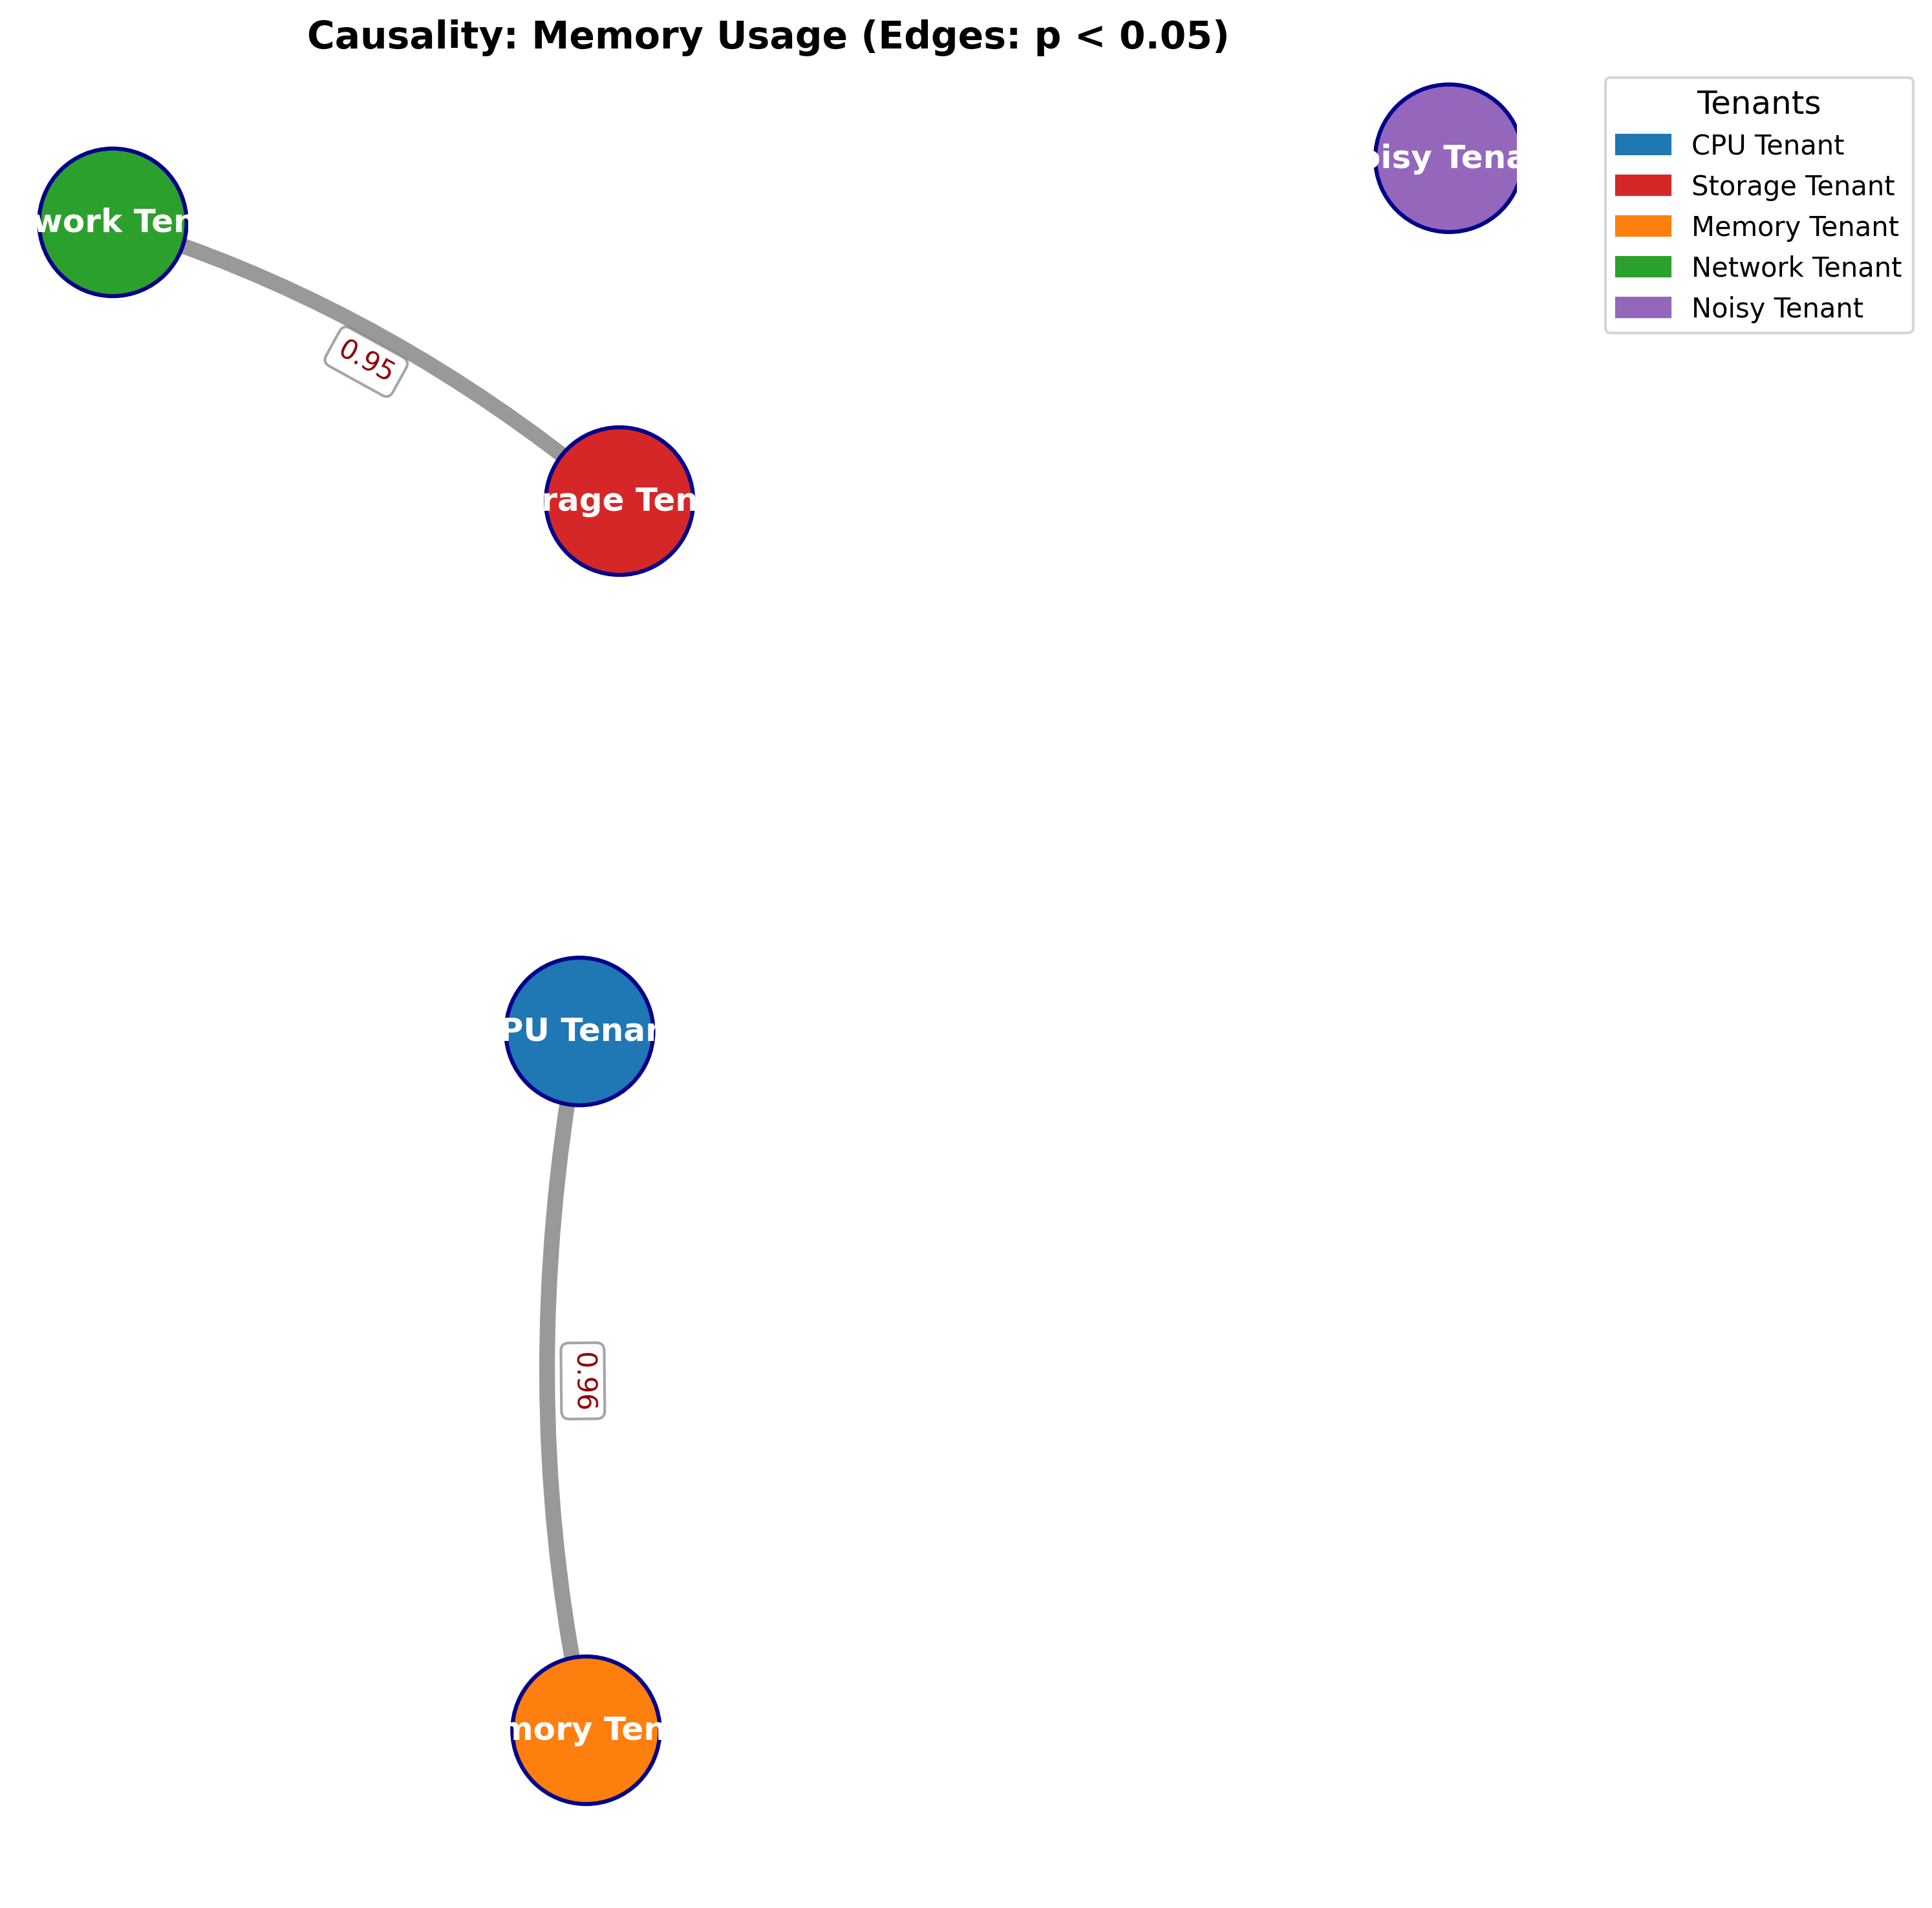 Causality: Memory Usage (Edges: p < 0.05)
Tenants
CPU Tenant
Storage Tenant
Memory Tenant
Network Tenant
Noisy Tenant
oisy Tena
work Ten
0.95
rage Ten
PU Tenan
0.96
mory Ten